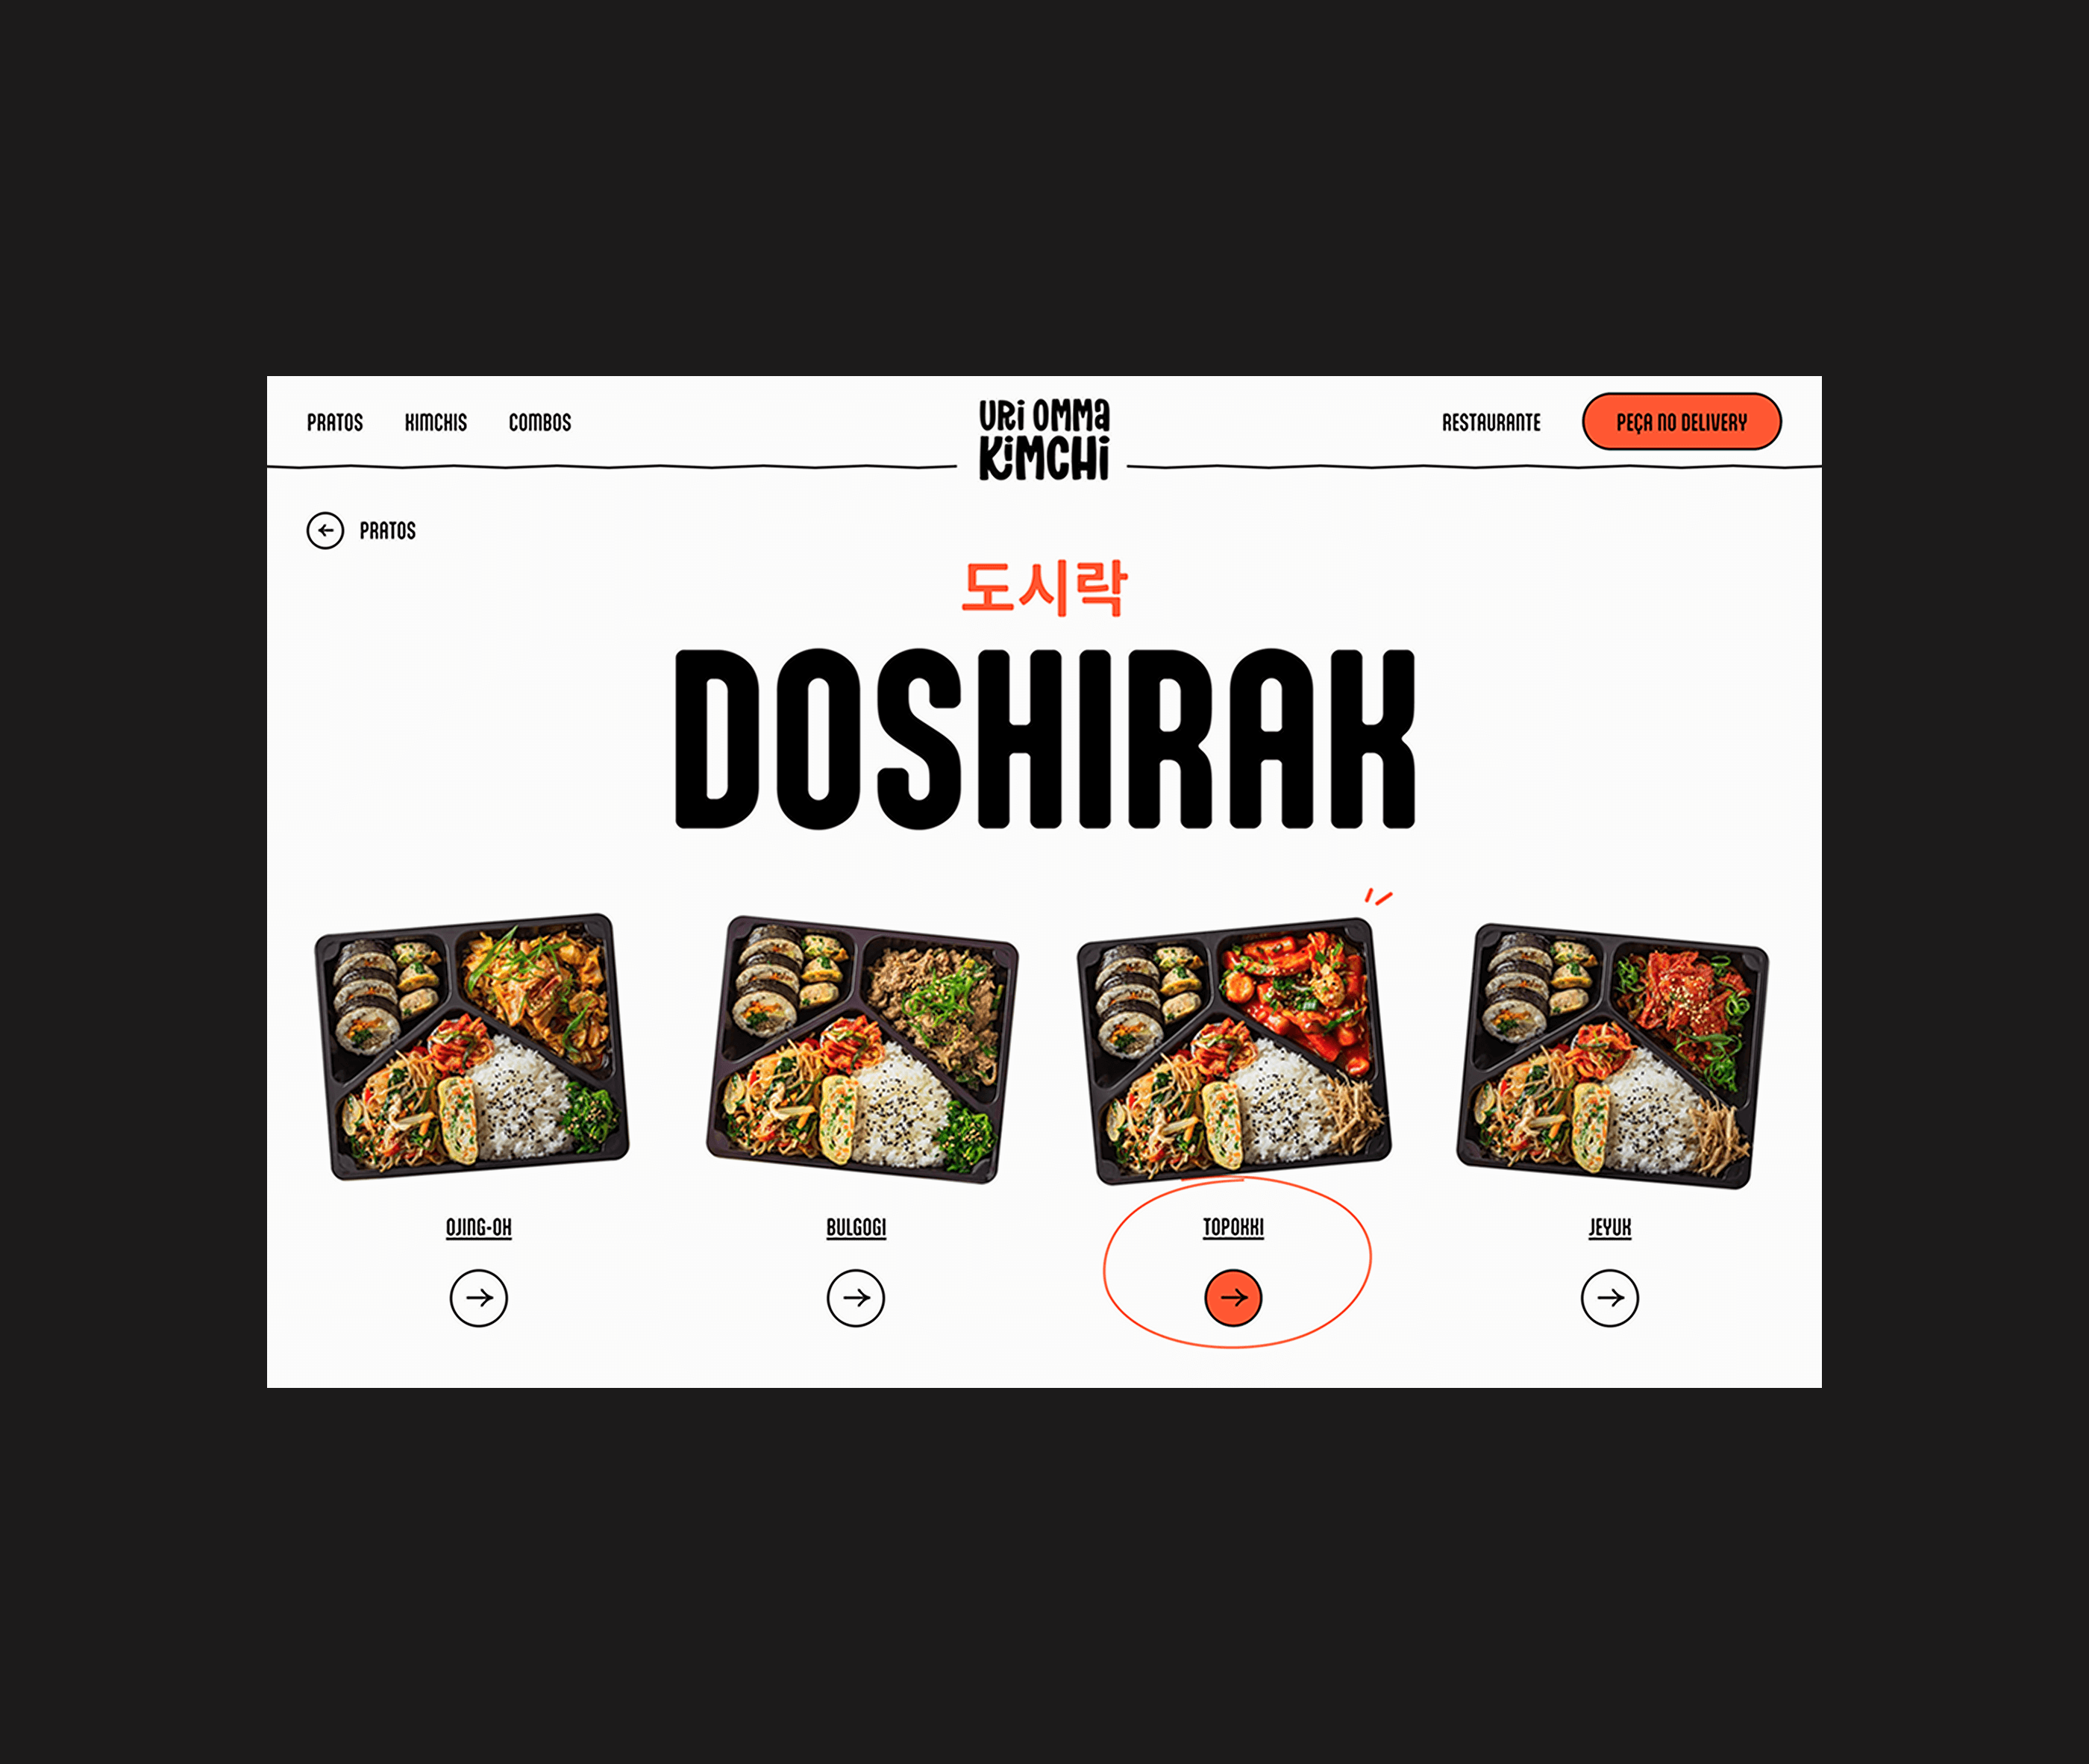 PRATOS KIMCHIS COMBOS
URi OMMa
KiMCHi
RESTAURANTE PEÇA NO DELIVERY
PRATOS
도시락
DOSHIRAK
OJING-OH BULGOGI TOPOKKI JEYUK